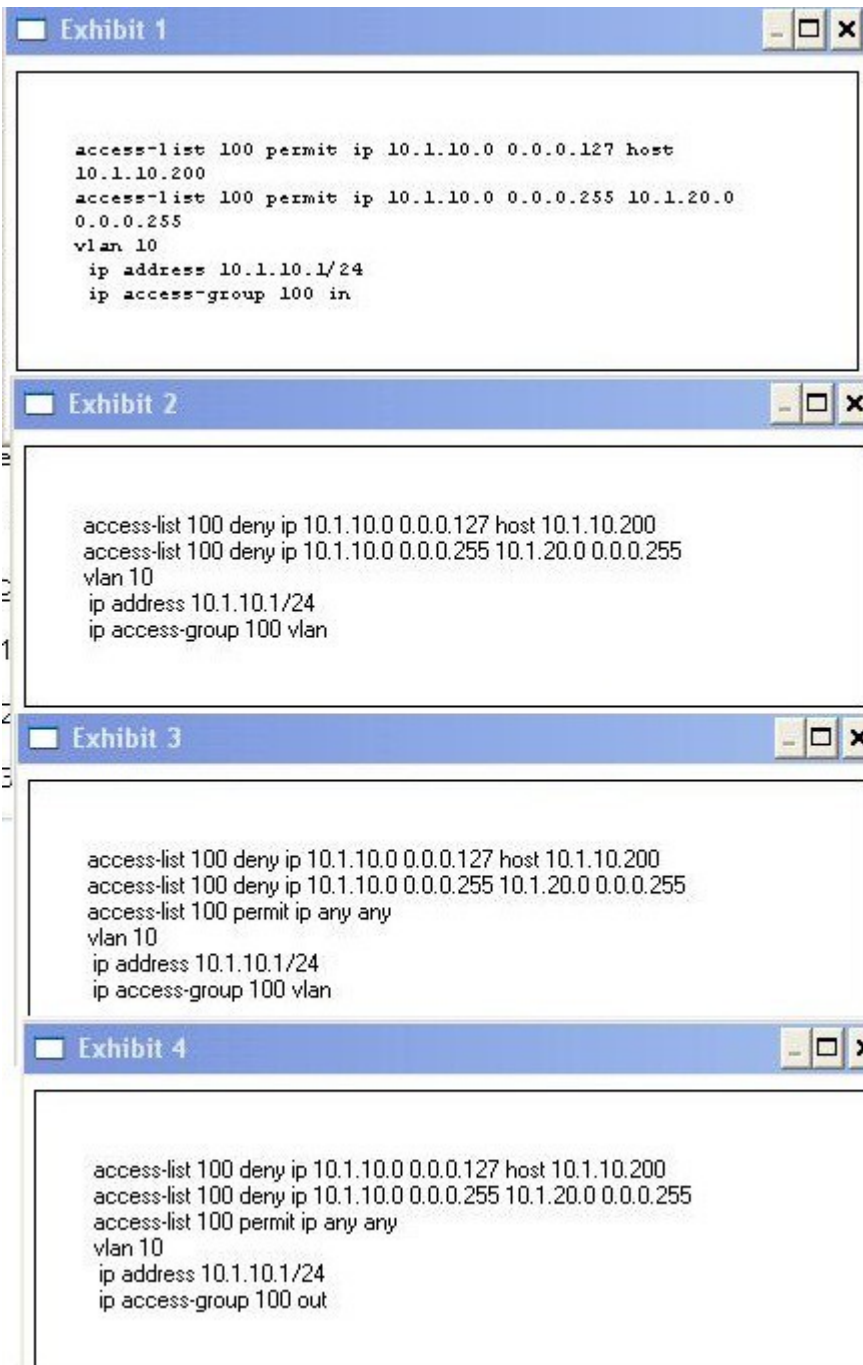 Exhibit 1
access-list 100 permit ip 10.1.10.0 0.0.0.127 host
10.1.10.200
access-list 100 permit ip 10.1.10.0 0.0.0.255 10.1.20.0
0.0.0.255
vlan 10
ip address 10.1.10.1/24
ip access-group 100 in
Exhibit 2
access-list 100 deny ip 10.1.10.0 0.0.0.127 host 10.1.10.200
access-list 100 deny ip 10.1.10.0 0.0.0.255 10.1.20.0 0.0.0.255
vlan 10
ip address 10.1.10.1/24
ip access-group 100 vlan
Exhibit 3
access-list 100 deny ip 10.1.10.0 0.0.0.127 host 10.1.10.200
access-list 100 deny ip 10.1.10.0 0.0.0.255 10.1.20.0 0.0.0.255
access-list 100 permit ip any any
vlan 10
ip address 10.1.10.1/24
ip access-group 100 vlan
Exhibit 4
access-list 100 deny ip 10.1.10.0 0.0.0.127 host 10.1.10.200
access-list 100 deny ip 10.1.10.0 0.0.0.255 10.1.20.0 0.0.0.255
access-list 100 permit ip any any
vlan 10
ip address 10.1.10.1/24
ip access-group 100 out